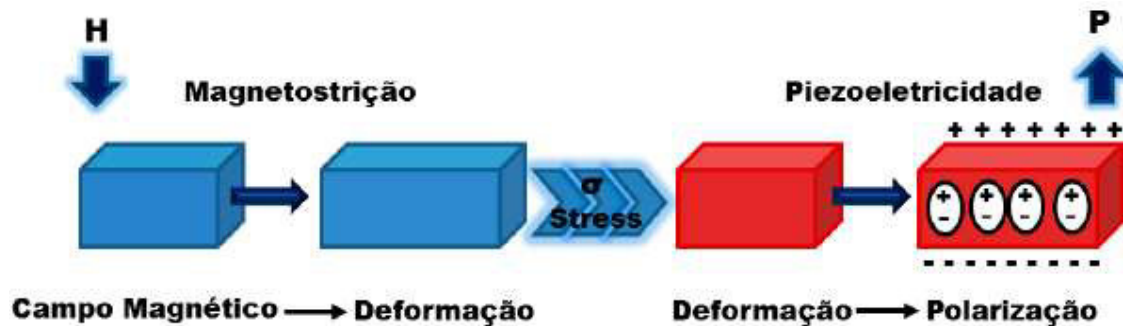 H
P
Magnetostrição
Piezoeletricidade
+ + + + + + +
σ
Stress
+ + + +
- - - -
- - - - - - - - -
Campo Magnético → Deformação
Deformação → Polarização